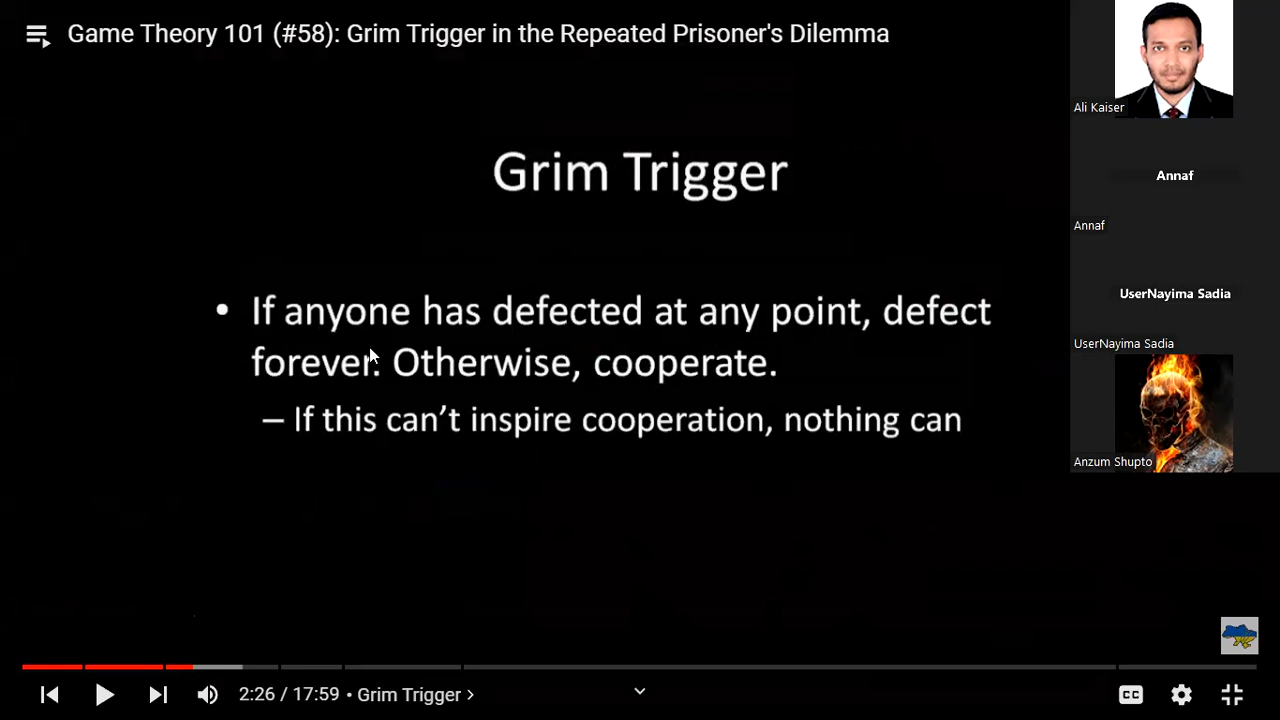 Game Theory 101 (#58): Grim Trigger in the Repeated Prisoner's Dilemma
Grim Trigger
• If anyone has defected at any point, defect
forever. Otherwise, cooperate.
– If this can't inspire cooperation, nothing can
Ali Kaiser
Annaf
Annaf
UserNayima Sadia
UserNayima Sadia
Anzum Shupto
2:26 / 17:59 • Grim Trigger >
CC